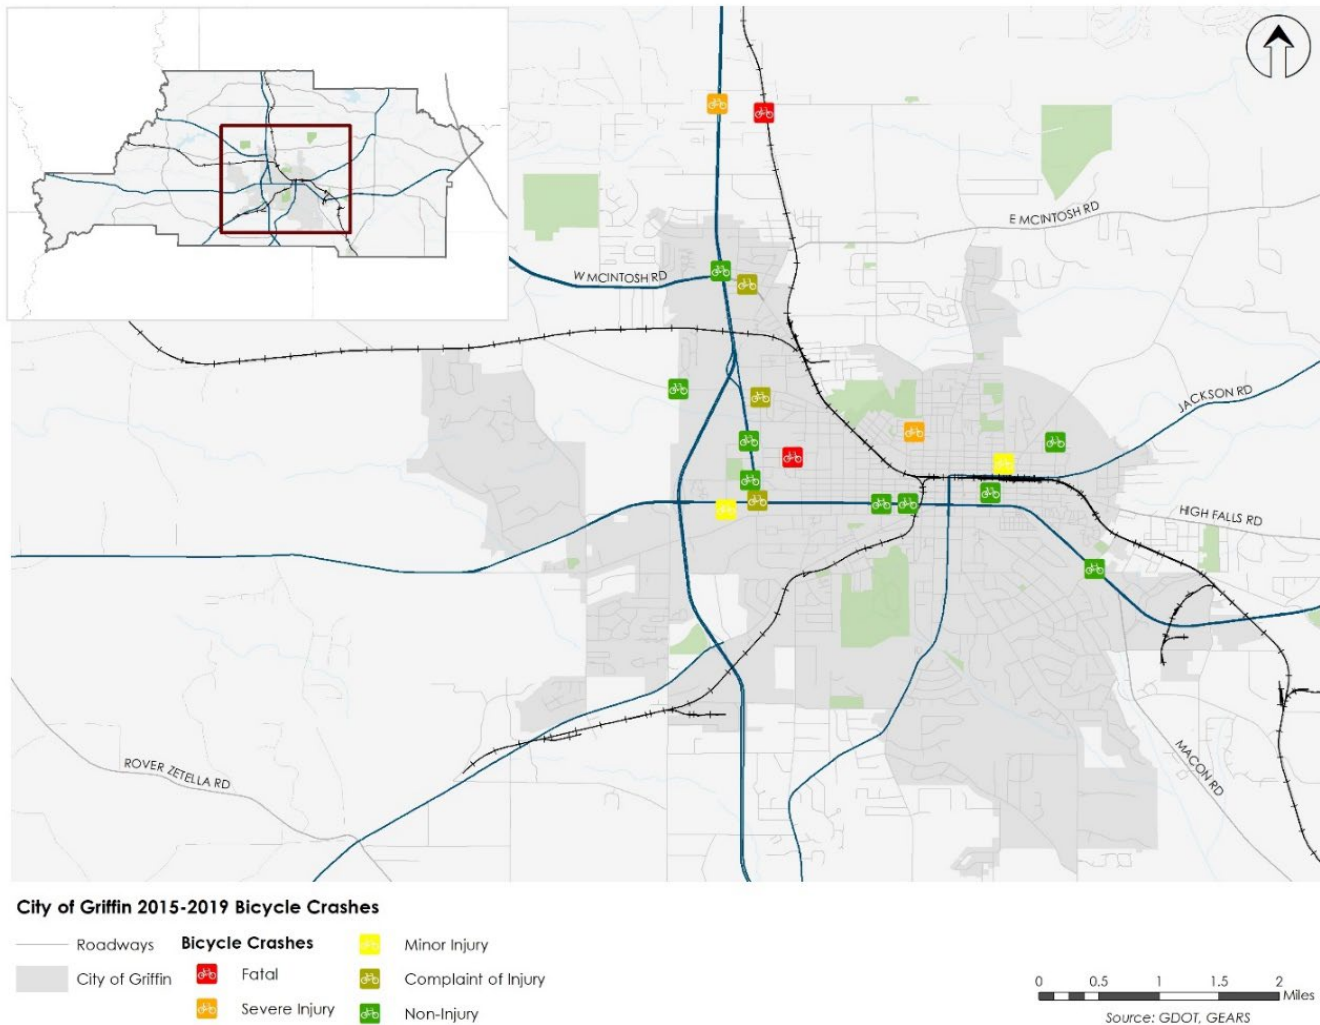 E MCINTOSH RD
W MCINTOSH RD
JACKSON RD
HIGH FALLS RD
ROVER ZETELLA RD
MACON RD
City of Griffin 2015-2019 Bicycle Crashes
Roadways
City of Griffin
Bicycle Crashes
Fatal
Severe Injury
Minor Injury
Complaint of Injury
Non-Injury
0 0.5 1 1.5 2
Miles
Source: GDOT, GEARS